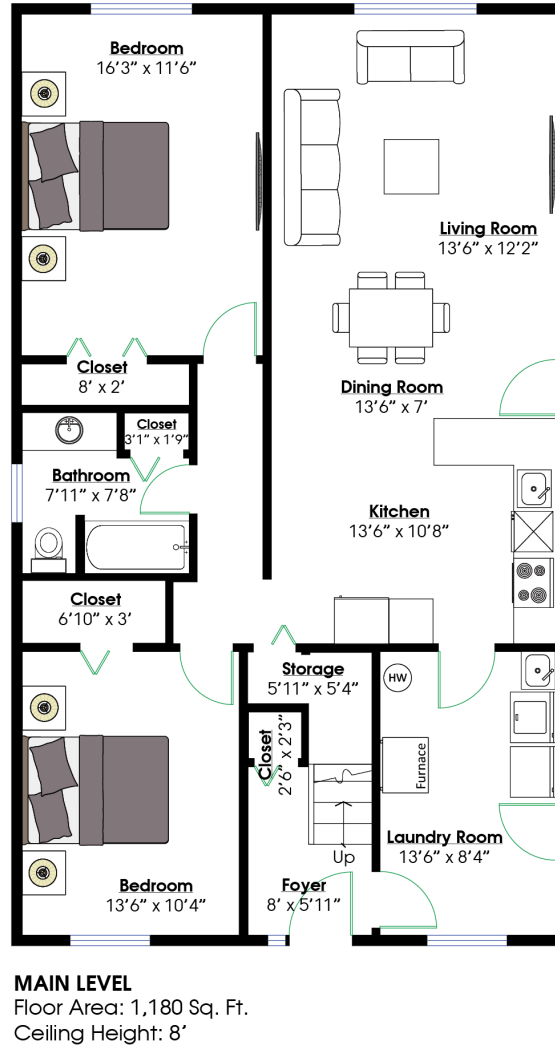 Bedroom
16'3" x 11'6"
Living Room
13'6" x 12'2"
Closet
8' x 2'
Dining Room
13'6" x 7'
Closet
3'1" x 1'9"
Bathroom
7'11" x 7'8"
Kitchen
13'6" x 10'8"
Closet
6'10" x 3'
Storage
5'11" x 5'4"
HW
Closet
2'6" x 2'3"
Furnace
Up
Laundry Room
13'6" x 8'4"
Bedroom
13'6" x 10'4"
Foyer
8' x 5'11"
MAIN LEVEL
Floor Area: 1,180 Sq. Ft.
Ceiling Height: 8'